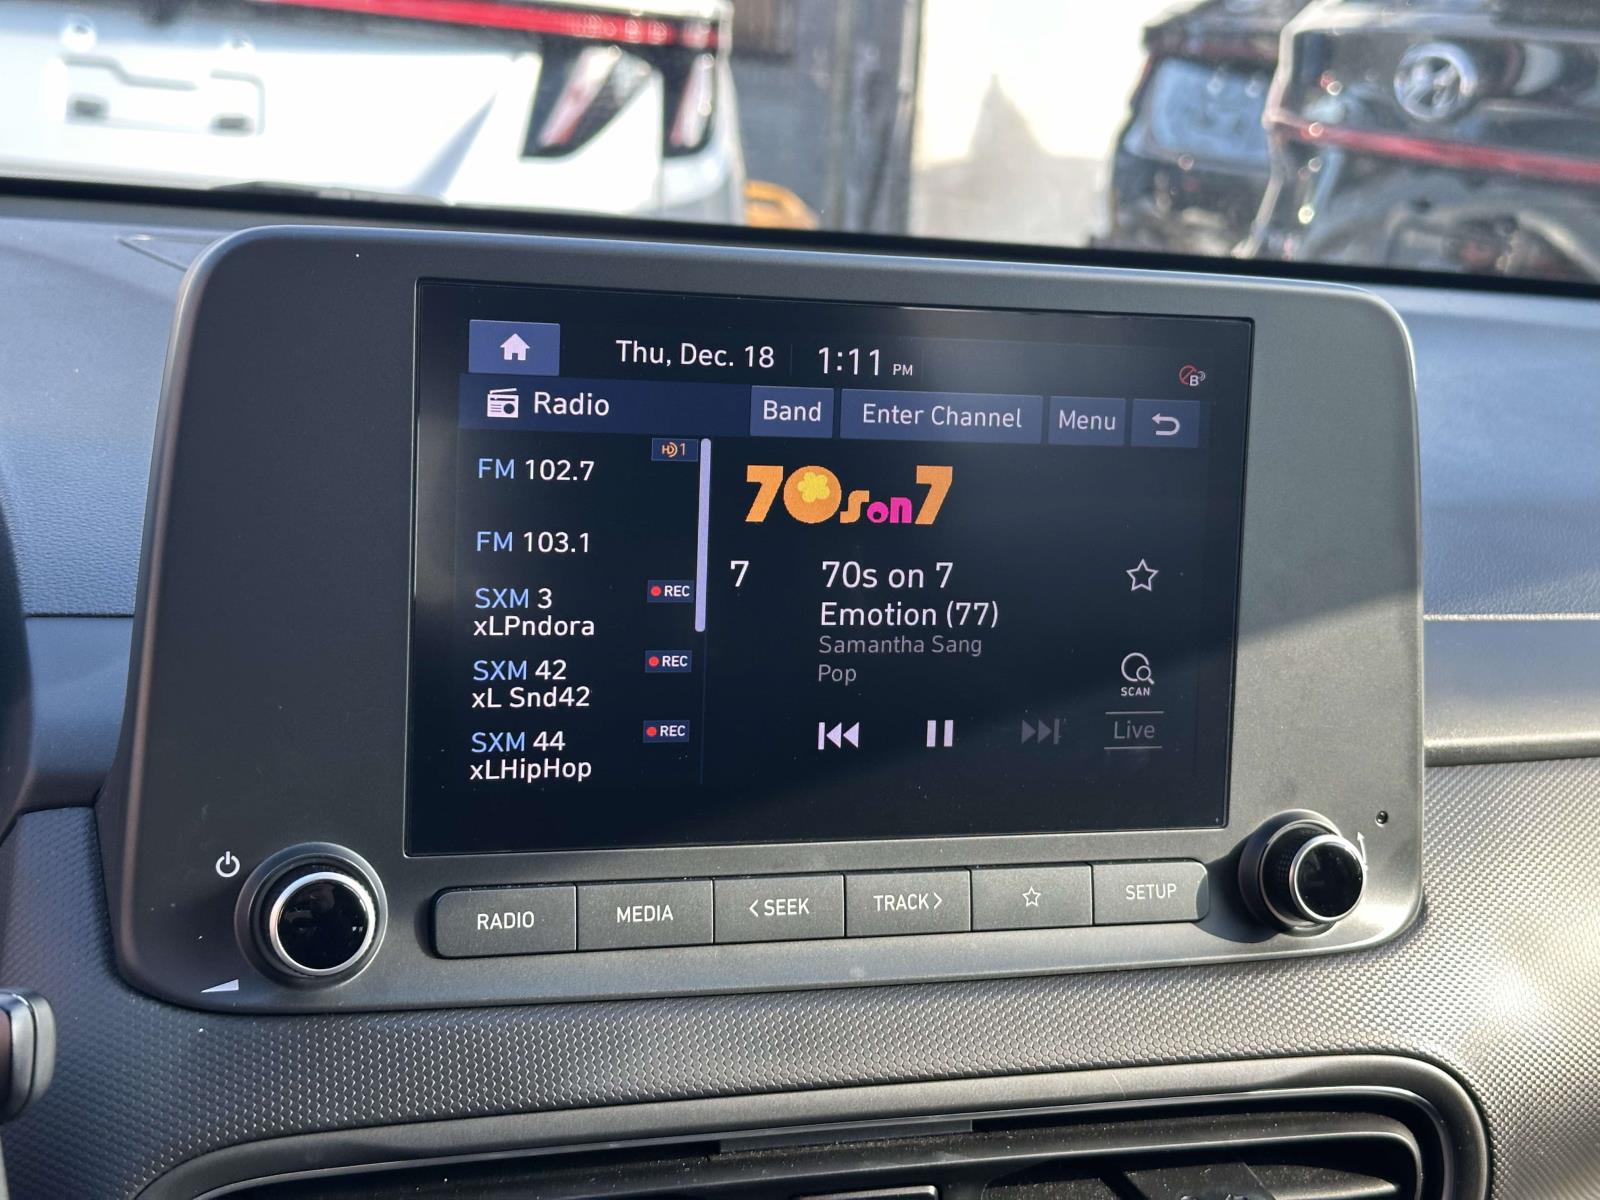 Thu, Dec. 18
1:11 PM
B
Radio
Band
Enter Channel
Menu
HD 1
FM 102.7
FM 103.1
SXM 3
REC
xLPndora
SXM 42
REC
xL Snd42
SXM 44
REC
xLHipHop
70s on 7
7
70s on 7
Emotion (77)
Samantha Sang
Pop
SCAN
Live
RADIO
MEDIA
< SEEK
TRACK >
SETUP